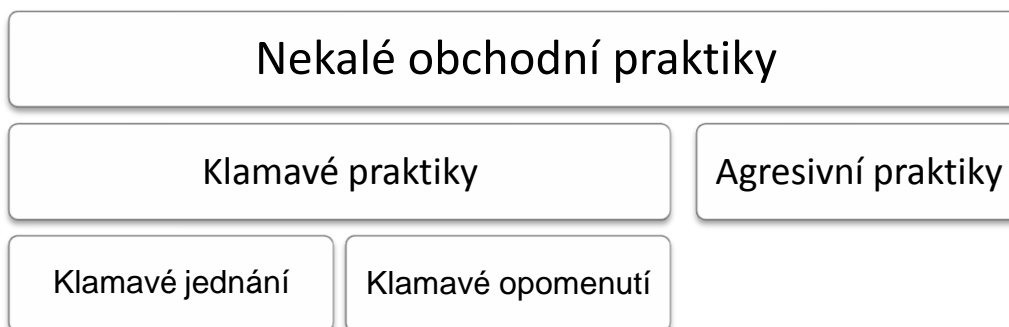 Nekalé obchodní praktiky
Klamavé praktiky
Agresivní praktiky
Klamavé jednání
Klamavé opomenutí